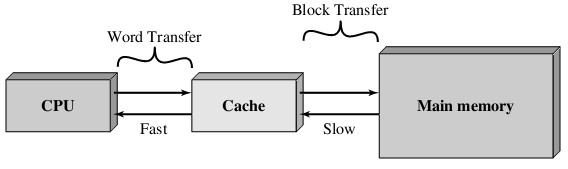 Block Transfer
Word Transfer
CPU
Cache
Main memory
Fast
Slow